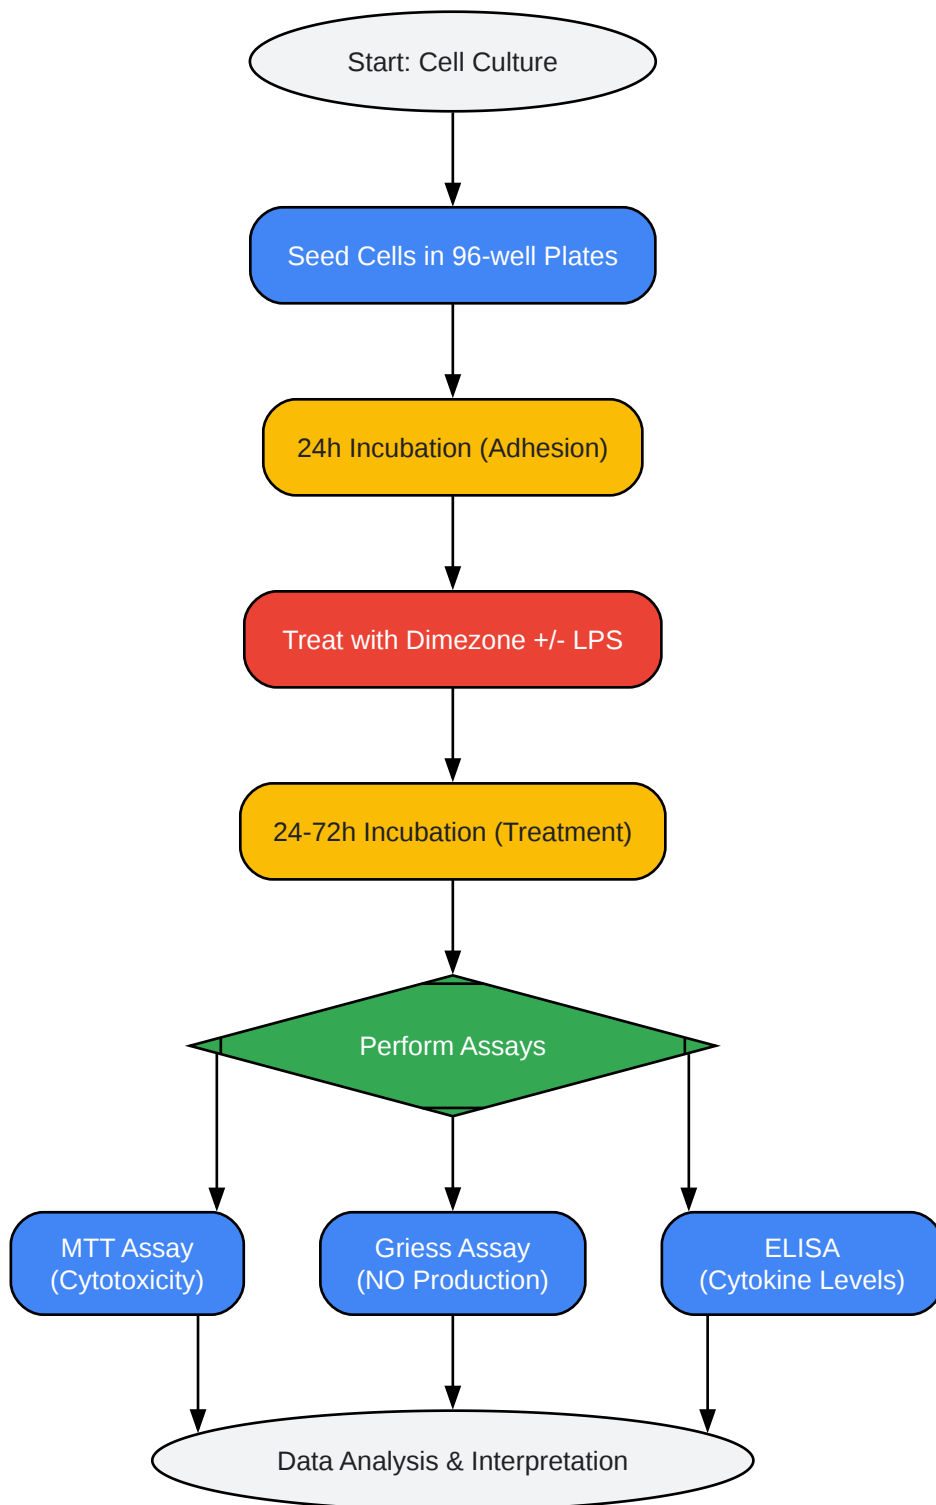 Start: Cell Culture
Seed Cells in 96-well Plates
24h Incubation (Adhesion)
Treat with Dimezone +/- LPS
24-72h Incubation (Treatment)
Perform Assays
MTT Assay
(Cytotoxicity)
Griess Assay
(NO Production)
ELISA
(Cytokine Levels)
Data Analysis & Interpretation